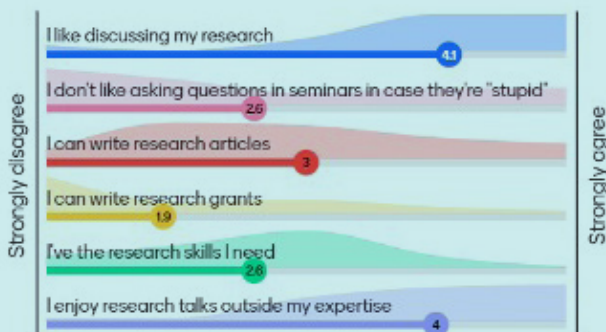 Strongly disagree
I like discussing my research
4.1
I don't like asking questions in seminars in case they're "stupid"
2.6
I can write research articles
3
I can write research grants
1.9
I've the research skills I need
2.6
I enjoy research talks outside my expertise
4
Strongly agree